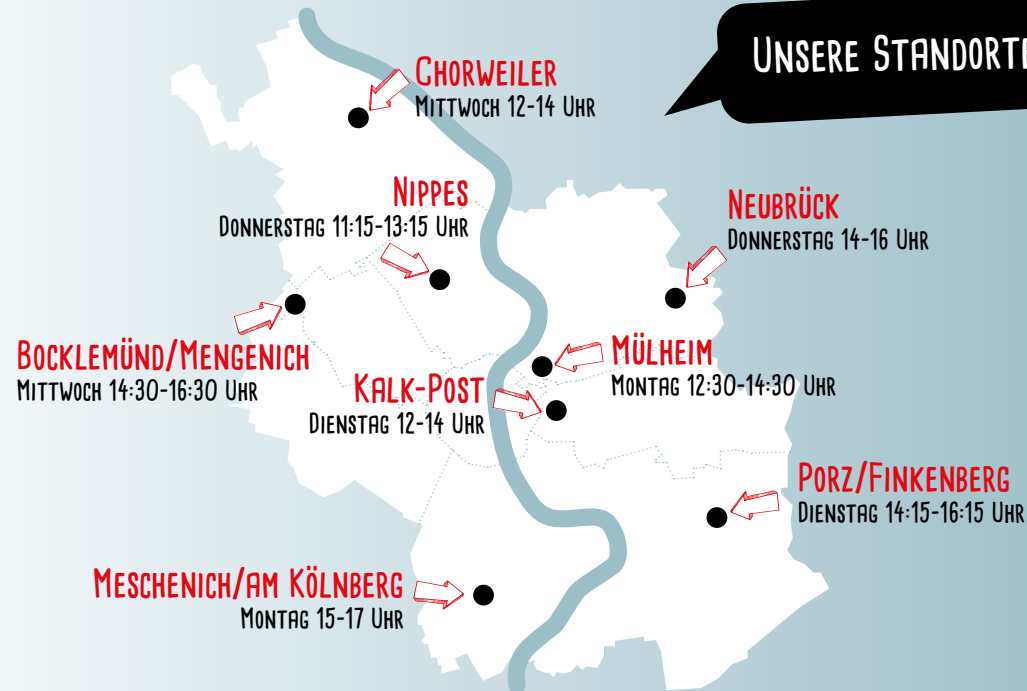 Unsere Standorte
Chorweiler
Mittwoch 12-14 Uhr
Nippes
Donnerstag 11:15-13:15 Uhr
Neubrück
Donnerstag 14-16 Uhr
Bocklemünd/Mengenich
Mittwoch 14:30-16:30 Uhr
Mülheim
Montag 12:30-14:30 Uhr
Kalk-Post
Dienstag 12-14 Uhr
Porz/Finkenberg
Dienstag 14:15-16:15 Uhr
Meschenich/am Kölnberg
Montag 15-17 Uhr